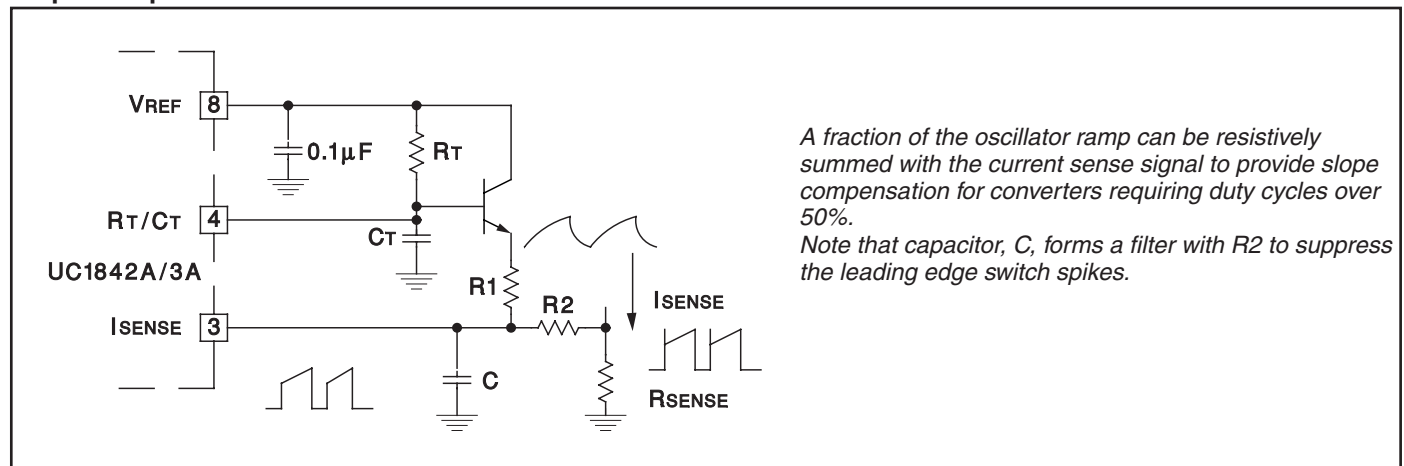 VREF 8
0.1µF
RT
RT/CT 4
CT
UC1842A/3A
R1
R2
ISENSE
ISENSE 3
C
RSENSE
A fraction of the oscillator ramp can be resistively
summed with the current sense signal to provide slope
compensation for converters requiring duty cycles over
50%.
Note that capacitor, C, forms a filter with R2 to suppress
the leading edge switch spikes.